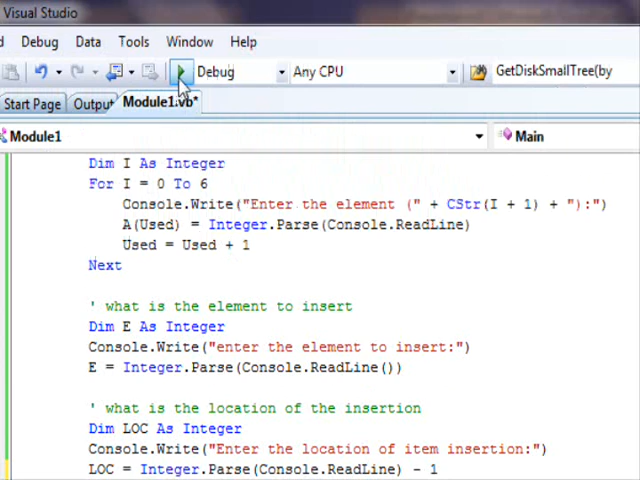 Visual Studio
d Debug Data Tools Window Help
Debug Any CPU GetDiskSmallTree(by
Start Page Output Module1.vb*
Module1 Main
Dim I As Integer
For I = 0 To 6
Console.Write("Enter the element (" + CStr(I + 1) + "):")
A(Used) = Integer.Parse(Console.ReadLine)
Used = Used + 1
Next
' what is the element to insert
Dim E As Integer
Console.Write("enter the element to insert:")
E = Integer.Parse(Console.ReadLine())
' what is the location of the insertion
Dim LOC As Integer
Console.Write("Enter the location of item insertion:")
LOC = Integer.Parse(Console.ReadLine) - 1